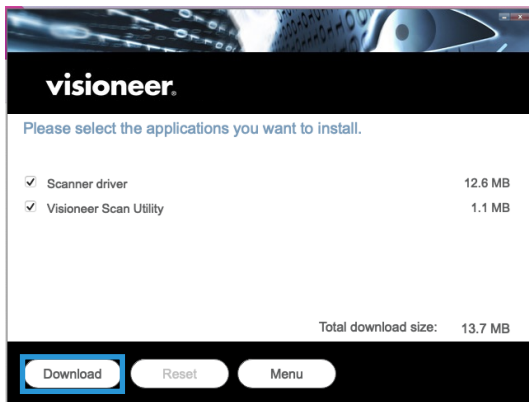 visioneer.
Please select the applications you want to install.
Scanner driver 12.6 MB
Visioneer Scan Utility 1.1 MB
Total download size: 13.7 MB
Download Reset Menu